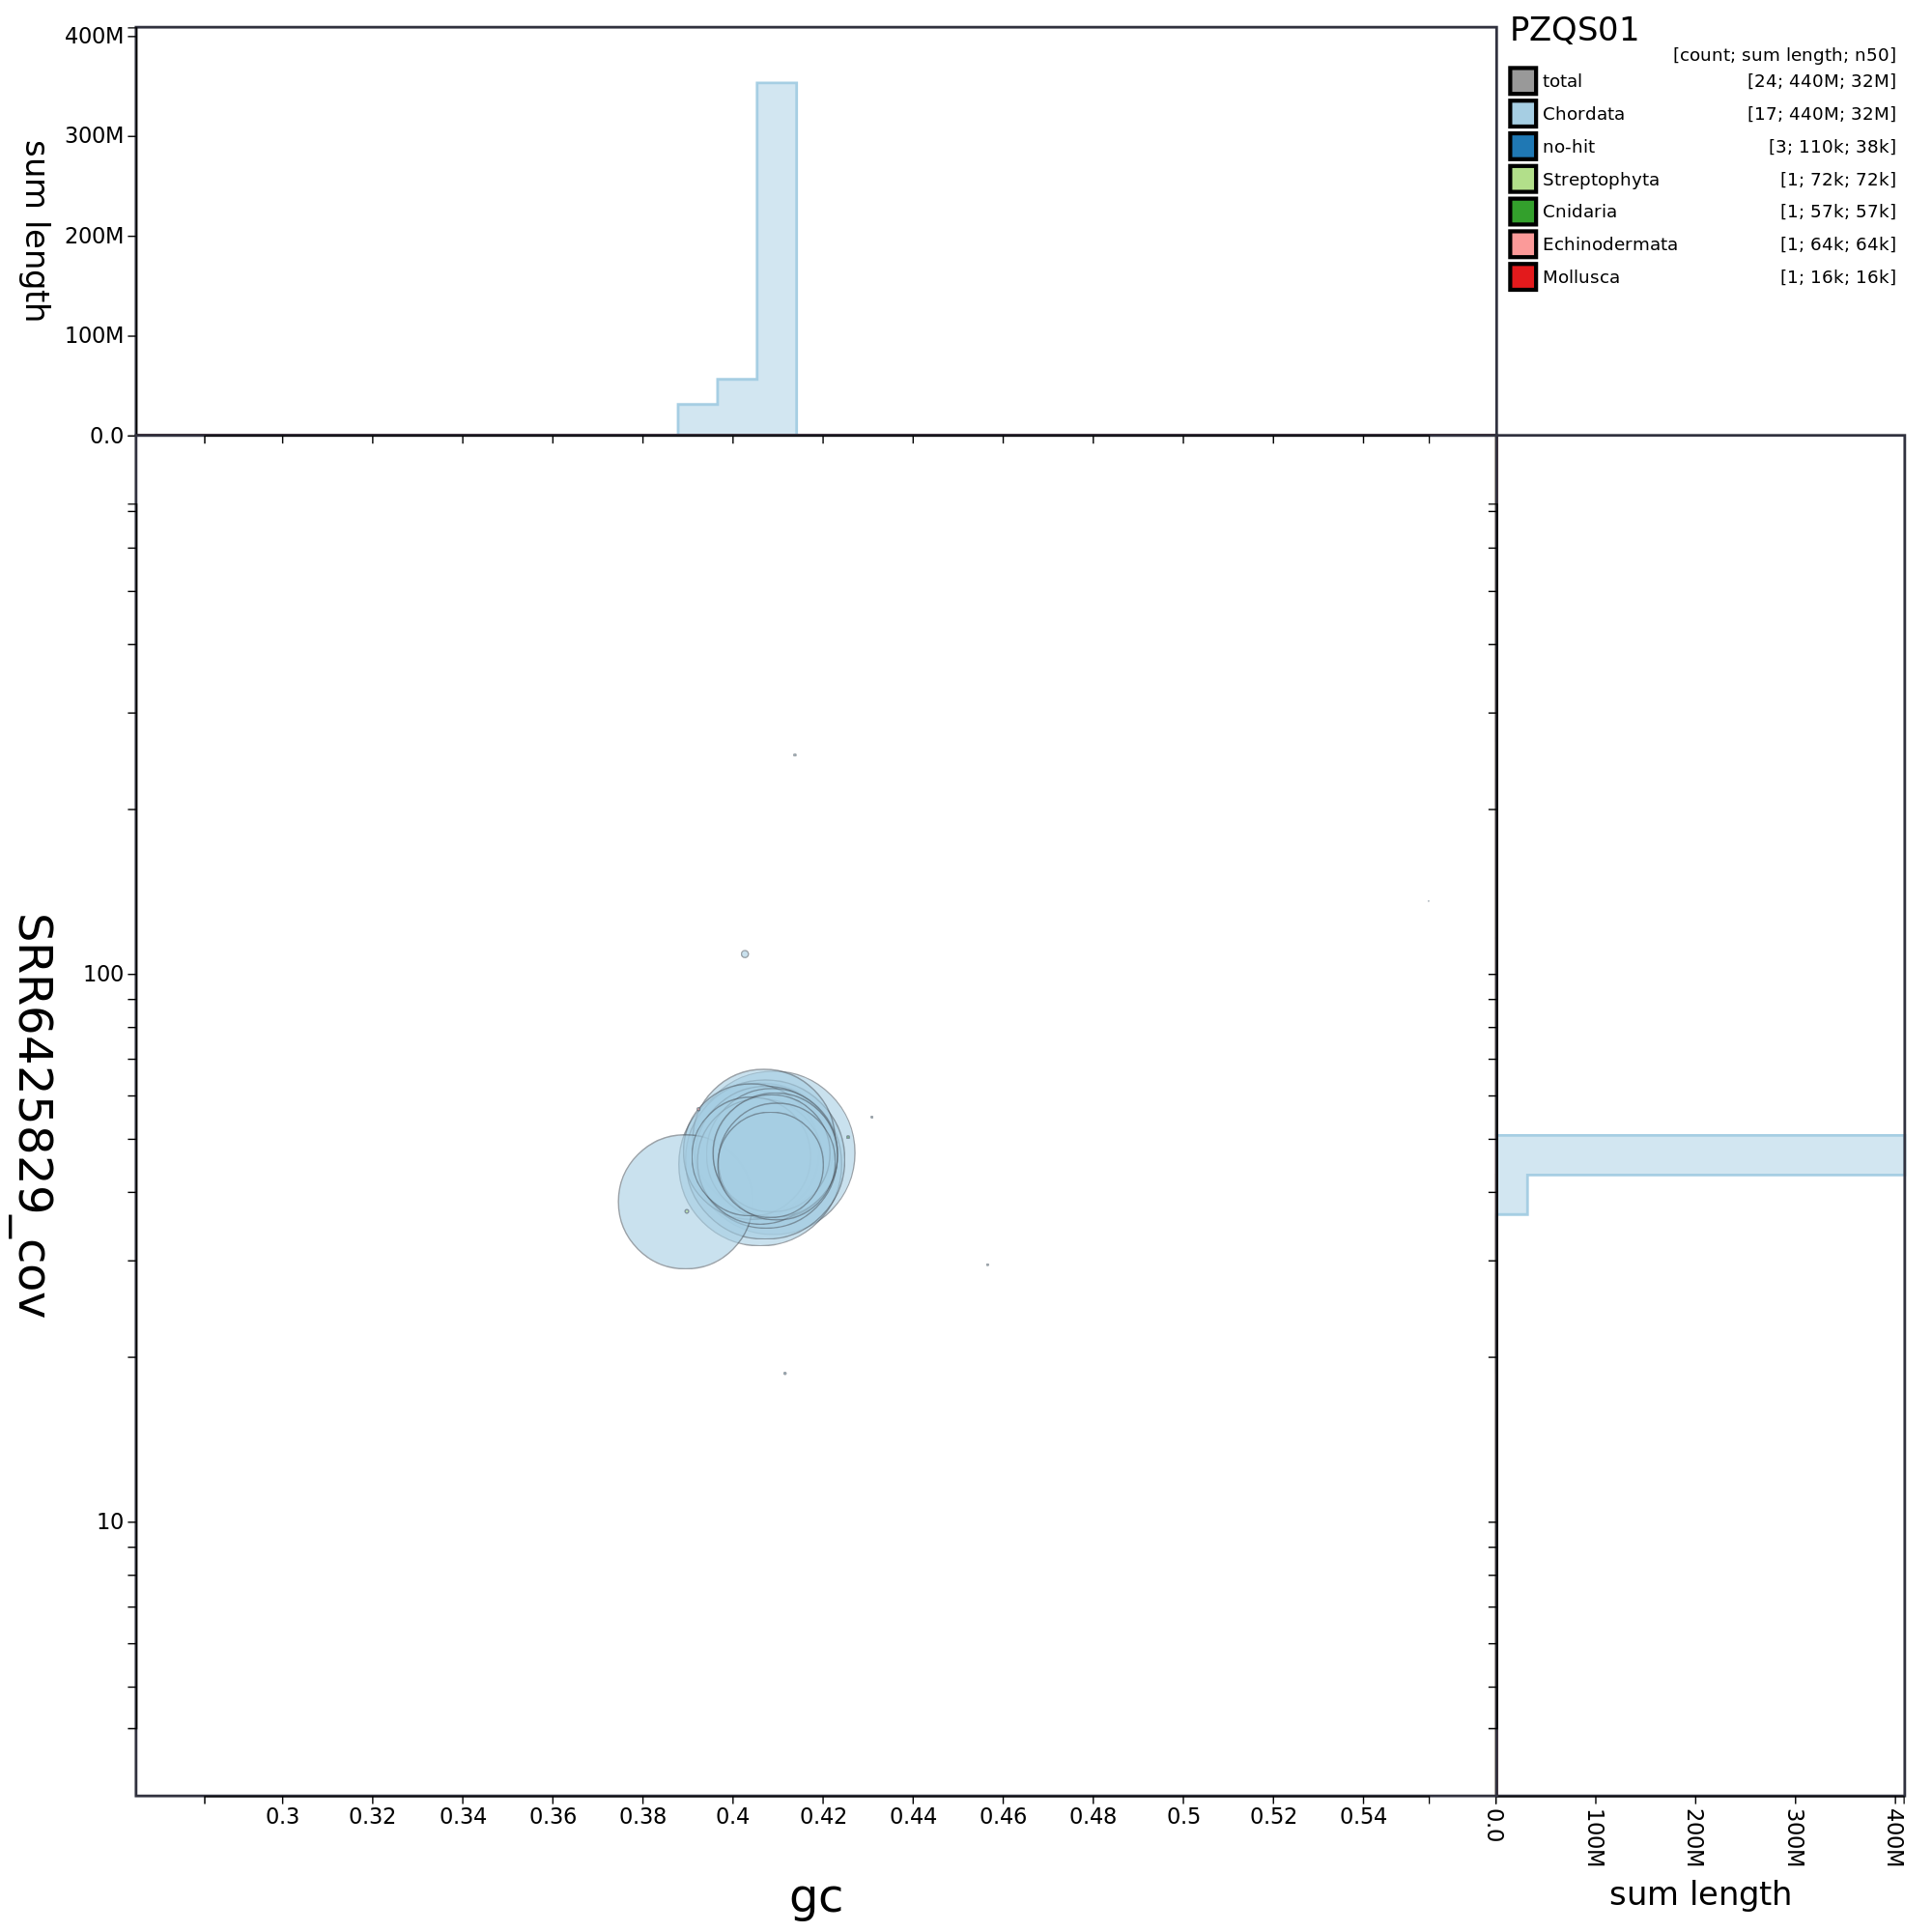 PZQS01
[count; sum length; n50]
total [24; 440M; 32M]
Chordata [17; 440M; 32M]
no-hit [3; 110k; 38k]
Streptophyta [1; 72k; 72k]
Cnidaria [1; 57k; 57k]
Echinodermata [1; 64k; 64k]
Mollusca [1; 16k; 16k]
sum length
400M
300M
200M
100M
0.0
SRR6425829_cov
100
10
0.3 0.32 0.34 0.36 0.38 0.4 0.42 0.44 0.46 0.48 0.5 0.52 0.54
gc
0.0 100M 200M 300M 400M
sum length